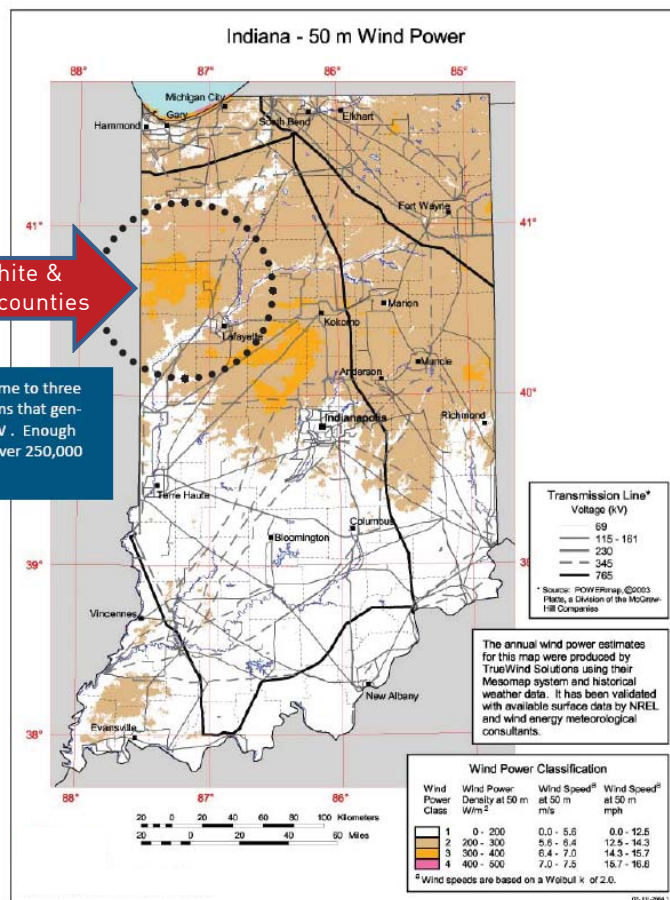 Indiana - 50 m Wind Power
88°
87°
86°
85°
Michigan City
Gary
Hammond
South Bend
Elkhart
41°
Fort Wayne
41°
hite &
counties
Marion
Kokomo
Lafayette
Anderson
Muncie
me to three
ms that gen-
Enough
ver 250,000
40°
Richmond
Indianapolis
Terre Haute
Columbus
Bloomington
39°
Vincennes
New Albany
38°
38°
Evansville
88°
87°
86°
Transmission Line*
Voltage (kV)
69
115 - 161
230
345
765
* Source: POWERmap, ©2003
Platts, a Division of the McGraw-
Hill Companies
The annual wind power estimates
for this map were produced by
TrueWind Solutions using their
Mesomap system and historical
weather data. It has been validated
with available surface data by NREL
and wind energy meteorological
consultants.
20 0 20 40 60 80 100 Kilometers
20 0 20 40 60 Miles
Wind Power Classification
Wind Power Class
Wind Power Density at 50 m W/m²
Wind Speedª at 50 m m/s
Wind Speedª at 50 m mph
1 0 - 200 0.0 - 5.6 0.0 - 12.5
2 200 - 300 5.6 - 6.4 12.5 - 14.3
3 300 - 400 6.4 - 7.0 14.3 - 15.7
4 400 - 500 7.0 - 7.5 15.7 - 16.8
ª Wind speeds are based on a Weibull k of 2.0.